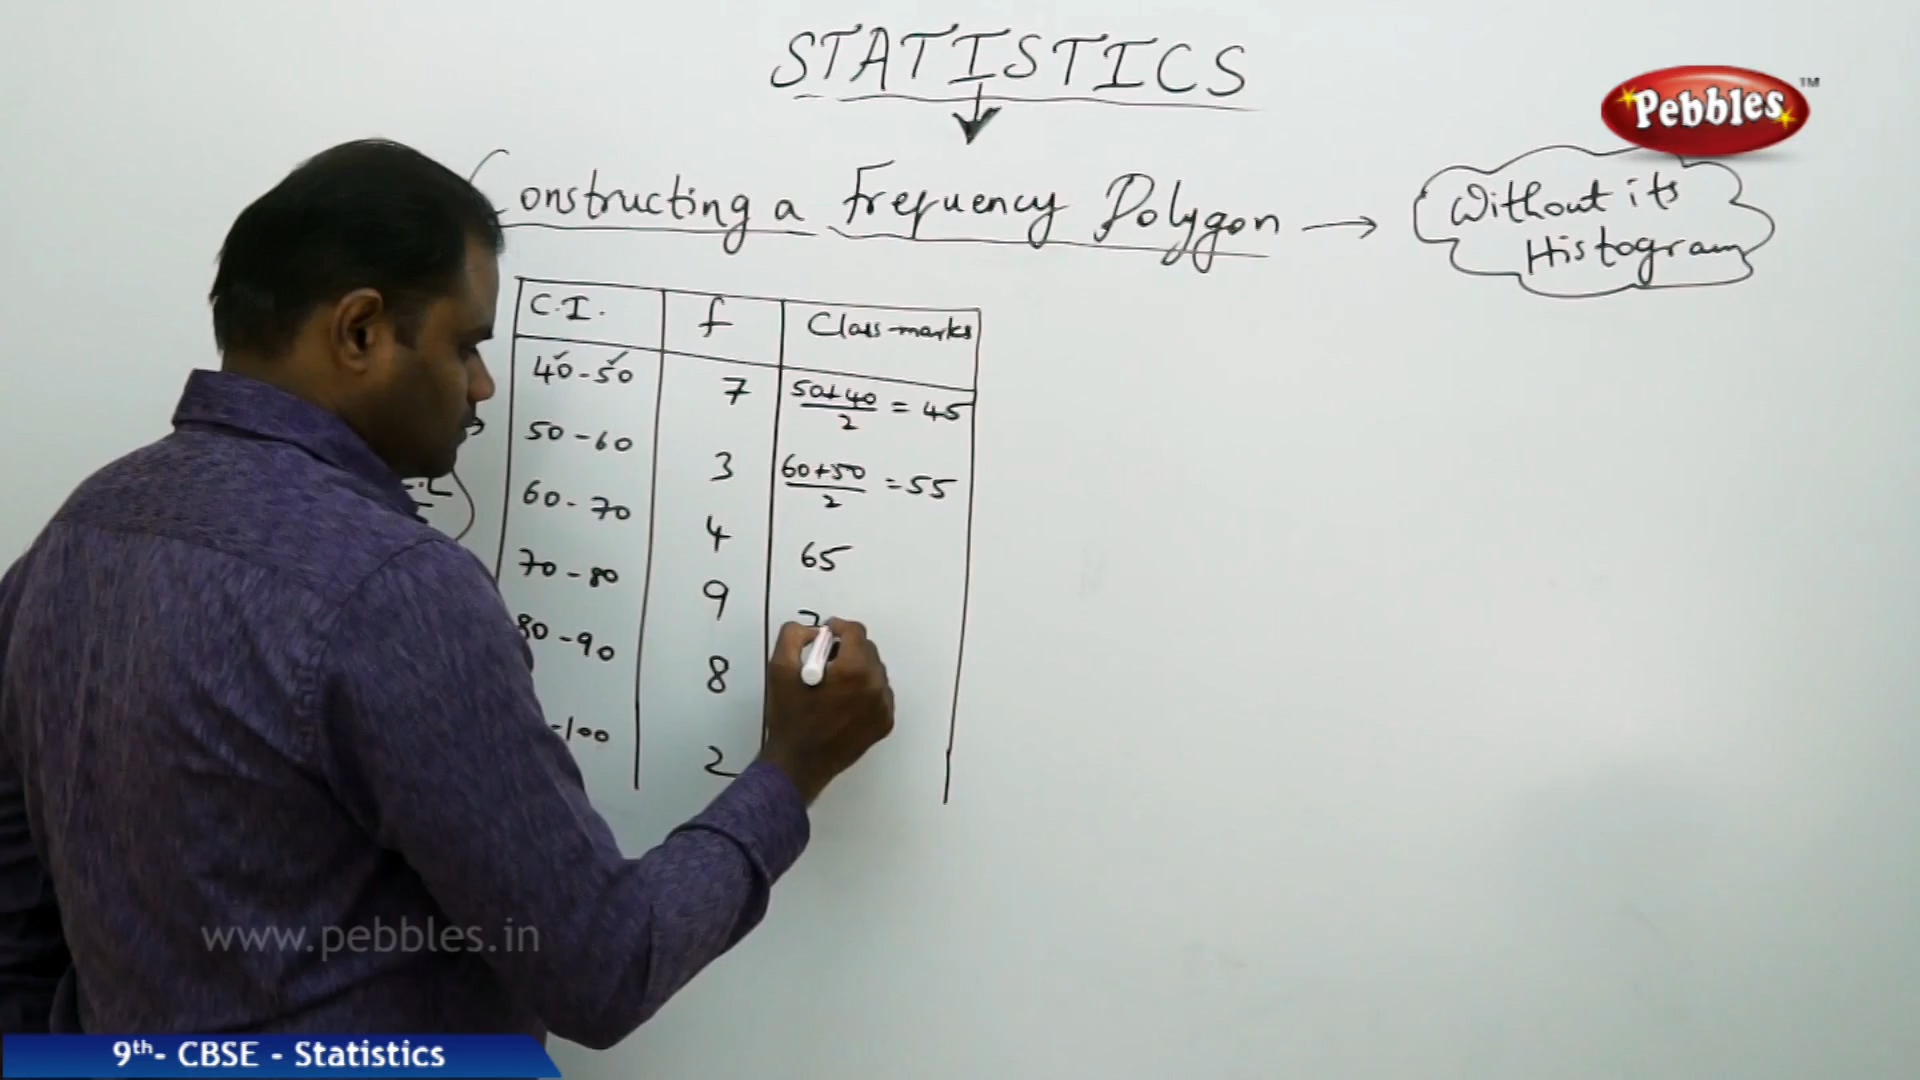 STATISTICS
Pebbles TM
Constructing a Frequency Polygon → Without its
Histogram
C.I. f Class-marks
40-50 7 50+40/2 = 45
50-60 3 60+50/2 = 55
60-70 4 65
70-80 9 7
80-90 8
-100 2
www.pebbles.in
9th- CBSE - Statistics